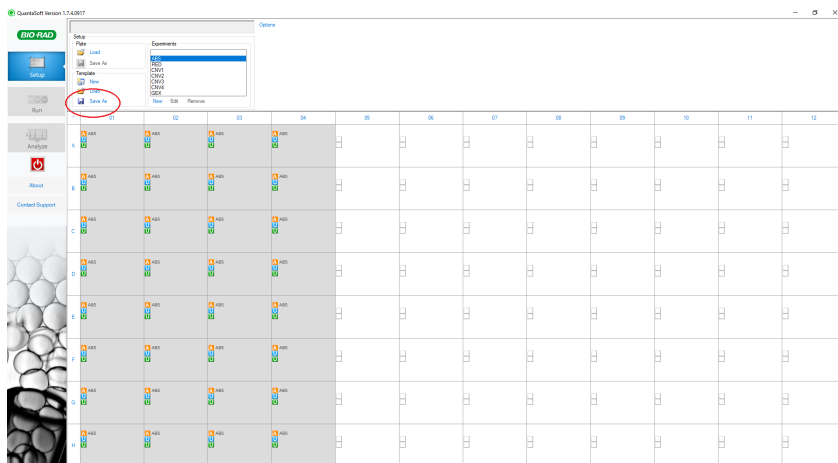 QuantaSoft Version 1.7.4.0917
BIO-RAD
Setup
Run
Analyze
About
Contact Support
Options
Setup
Plate
Load
Save As
Template
New
Load
Save As
Experiments
ABS
RED
CNV1
CNV2
CNV3
CNV4
GEX
New Edit Remove
01 02 03 04 05 06 07 08 09 10 11 12
A
A ABS A ABS A ABS A ABS
U U U U
U U U U
B
A ABS A ABS A ABS A ABS
U U U U
U U U U
C
A ABS A ABS A ABS A ABS
U U U U
U U U U
D
A ABS A ABS A ABS A ABS
U U U U
U U U U
E
A ABS A ABS A ABS A ABS
U U U U
U U U U
F
A ABS A ABS A ABS A ABS
U U U U
U U U U
G
A ABS A ABS A ABS A ABS
U U U U
U U U U
H
A ABS A ABS A ABS A ABS
U U U U
U U U U